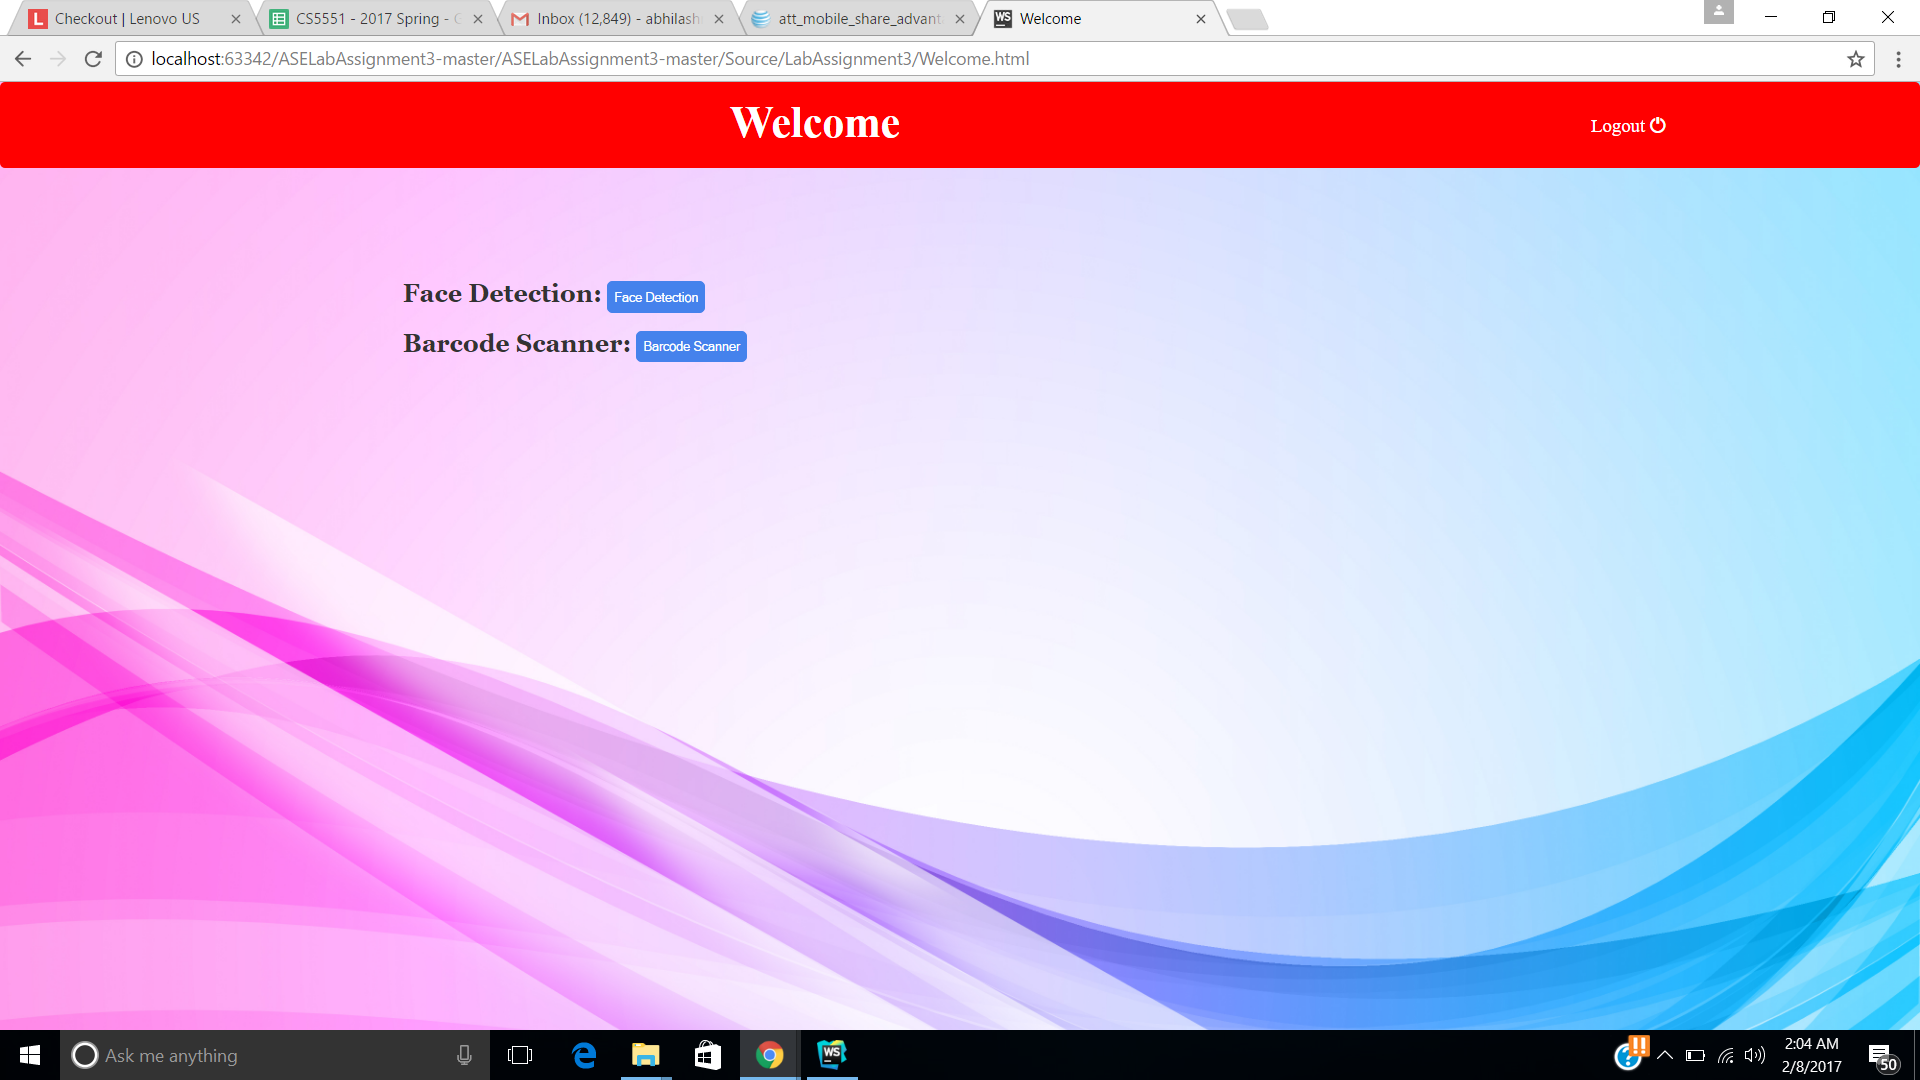 Checkout | Lenovo US
CS5551 - 2017 Spring -
Inbox (12,849) - abhilash
att_mobile_share_advant
WS Welcome
localhost:63342/ASELabAssignment3-master/ASELabAssignment3-master/Source/LabAssignment3/Welcome.html
Welcome
Logout
Face Detection: Face Detection
Barcode Scanner: Barcode Scanner
Ask me anything
WS
2:04 AM
2/8/2017
50